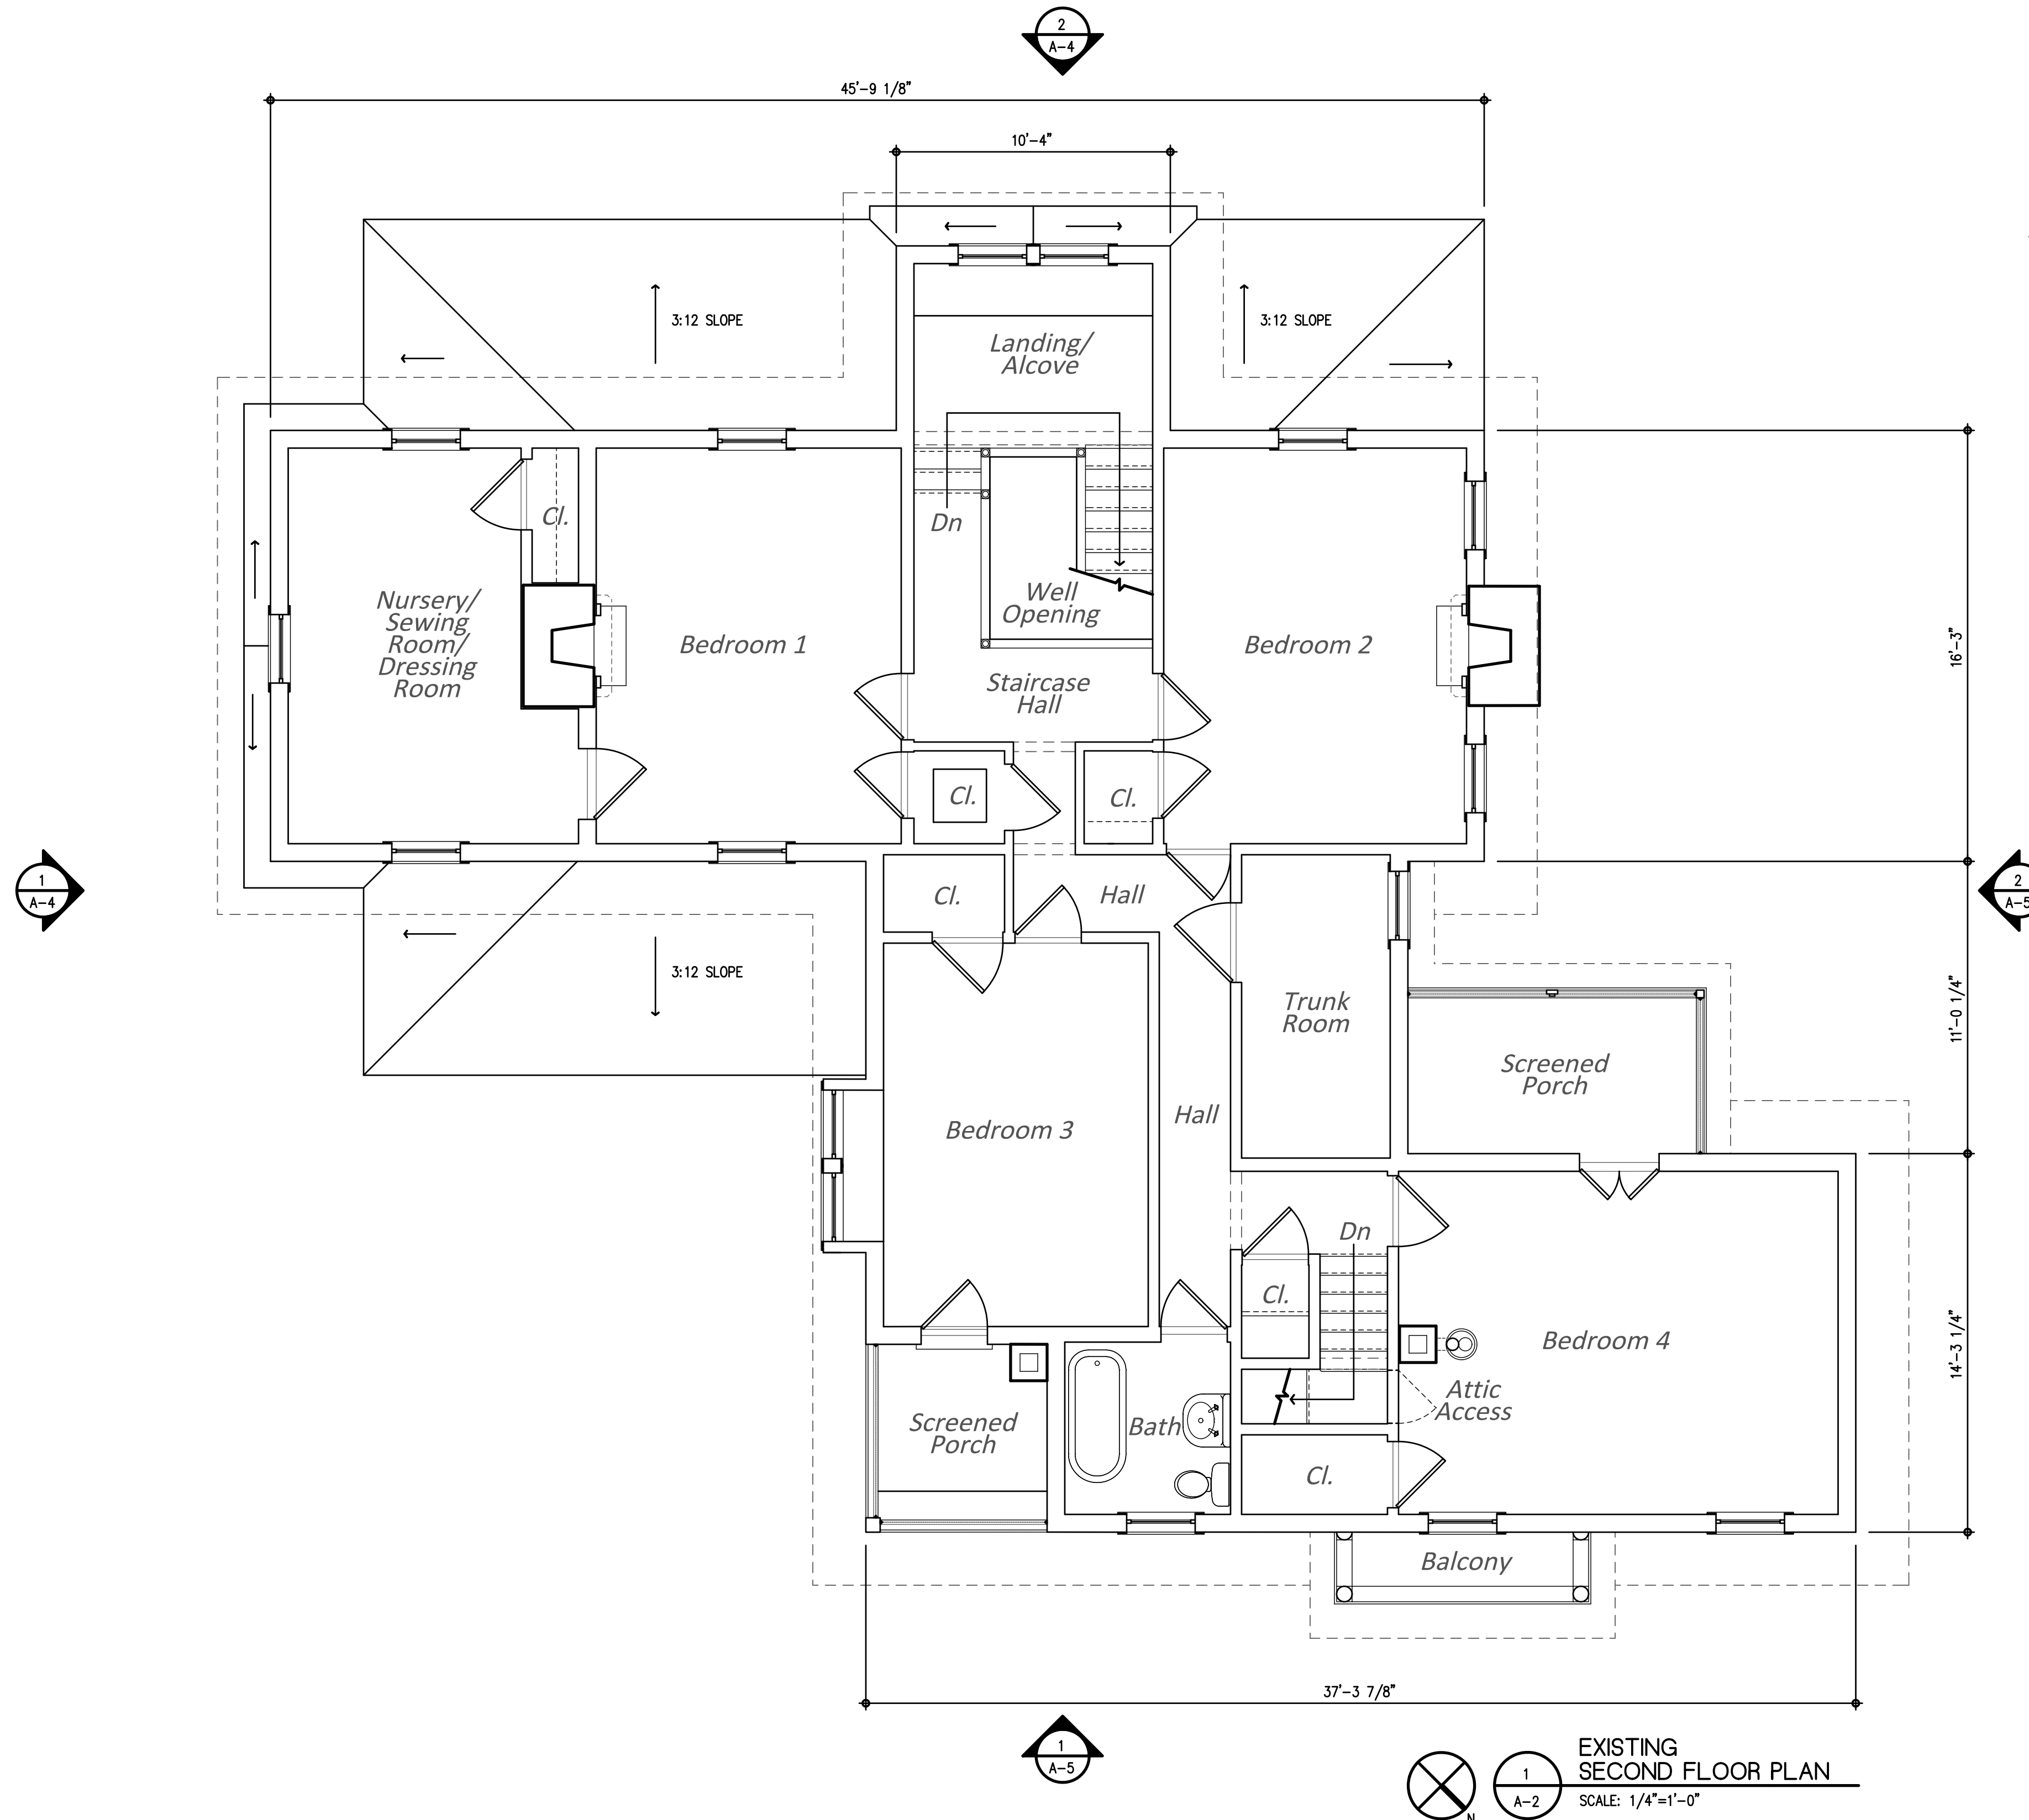 2
A-4
45'-9 1/8"
10'-4"
3:12 SLOPE
3:12 SLOPE
Landing/
Alcove
Dn
Cl.
Well
Opening
Nursery/
Sewing
Room/
Dressing
Room
Bedroom 1
Bedroom 2
16'-3"
Staircase
Hall
Cl.
Cl.
1
A-4
Cl.
Hall
2
A-5
3:12 SLOPE
Trunk
Room
11'-0 1/4"
Screened
Porch
Bedroom 3
Hall
Dn
Cl.
Bedroom 4
14'-3 1/4"
Attic
Access
Screened
Porch
Bath
Cl.
Balcony
37'-3 7/8"
1
A-5
N
1
A-2
EXISTING
SECOND FLOOR PLAN
SCALE: 1/4"=1'-0"